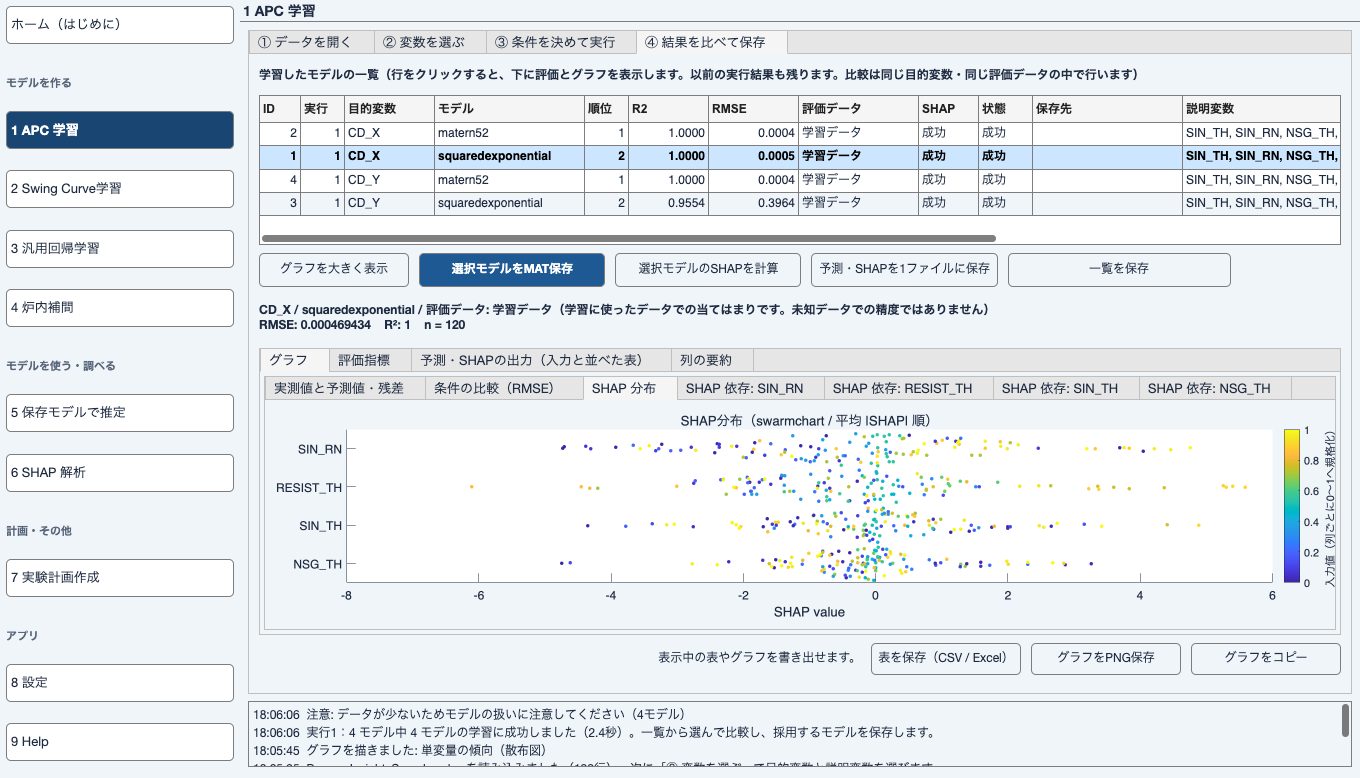 ホーム（はじめに）
モデルを作る
1 APC 学習
2 Swing Curve学習
3 汎用回帰学習
4 炉内補間
モデルを使う・調べる
5 保存モデルで推定
6 SHAP 解析
計画・その他
7 実験計画作成
アプリ
8 設定
9 Help
1 APC 学習
① データを開く ② 変数を選ぶ ③ 条件を決めて実行 ④ 結果を比べて保存
学習したモデルの一覧（行をクリックすると、下に評価とグラフを表示します。以前の実行結果も残ります。比較は同じ目的変数・同じ評価データの中で行います）
ID 実行 目的変数 モデル 順位 R2 RMSE 評価データ SHAP 状態 保存先 説明変数
2 1 CD_X matern52 1 1.0000 0.0004 学習データ 成功 成功 SIN_TH, SIN_RN, NSG_TH,
1 1 CD_X squaredexponential 2 1.0000 0.0005 学習データ 成功 成功 SIN_TH, SIN_RN, NSG_TH,
4 1 CD_Y matern52 1 1.0000 0.0004 学習データ 成功 成功 SIN_TH, SIN_RN, NSG_TH,
3 1 CD_Y squaredexponential 2 0.9554 0.3964 学習データ 成功 成功 SIN_TH, SIN_RN, NSG_TH,
グラフを大きく表示 選択モデルをMAT保存 選択モデルのSHAPを計算 予測・SHAPを1ファイルに保存 一覧を保存
CD_X / squaredexponential / 評価データ: 学習データ（学習に使ったデータでの当てはまりです。未知データでの精度ではありません）
RMSE: 0.000469434 R²: 1 n = 120
グラフ 評価指標 予測・SHAPの出力（入力と並べた表） 列の要約
実測値と予測値・残差 条件の比較（RMSE） SHAP 分布 SHAP 依存: SIN_RN SHAP 依存: RESIST_TH SHAP 依存: SIN_TH SHAP 依存: NSG_TH
SHAP分布（swarmchart / 平均 |SHAP| 順）
SIN_RN
RESIST_TH
SIN_TH
NSG_TH
-8 -6 -4 -2 0 2 4 6
SHAP value
1
0.8
0.6
0.4
0.2
0
入力値（列ごとに0〜1へ規格化）
表示中の表やグラフを書き出せます。 表を保存（CSV / Excel） グラフをPNG保存 グラフをコピー
18:06:06 注意: データが少ないためモデルの扱いに注意してください（4モデル）
18:06:06 実行1：4 モデル中 4 モデルの学習に成功しました（2.4秒）。一覧から選んで比較し、採用するモデルを保存します。
18:05:45 グラフを描きました: 単変量の傾向（散布図）